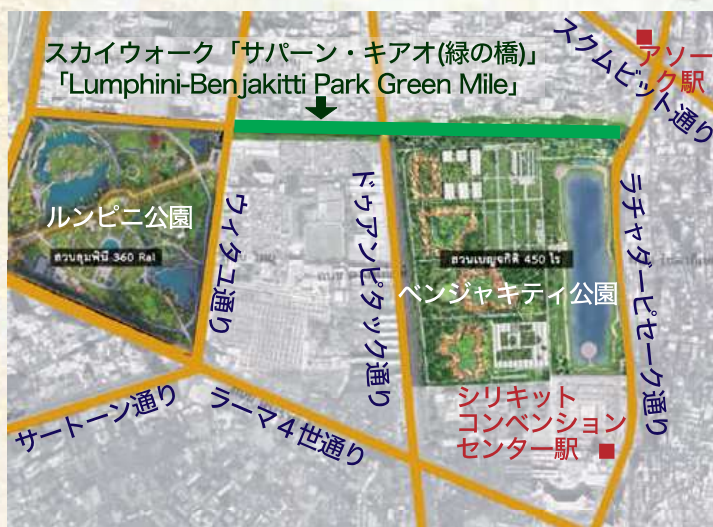 スカイウォーク「サパーン・キアオ(緑の橋)」
「Lumphini-Benjakitti Park Green Mile」
スクムビット通り
アソー
ク駅
ルンピニ公園
สวนลุมพินี 360 Rai
ウィタユ通り
ドゥアンピタック通り
สวนเบญจกิติ 450 ไร่
ベンジャキティ公園
ラチャダーピセーク通り
サートーン通り
ラーマ4世通り
シリキット
コンベンション
センター駅